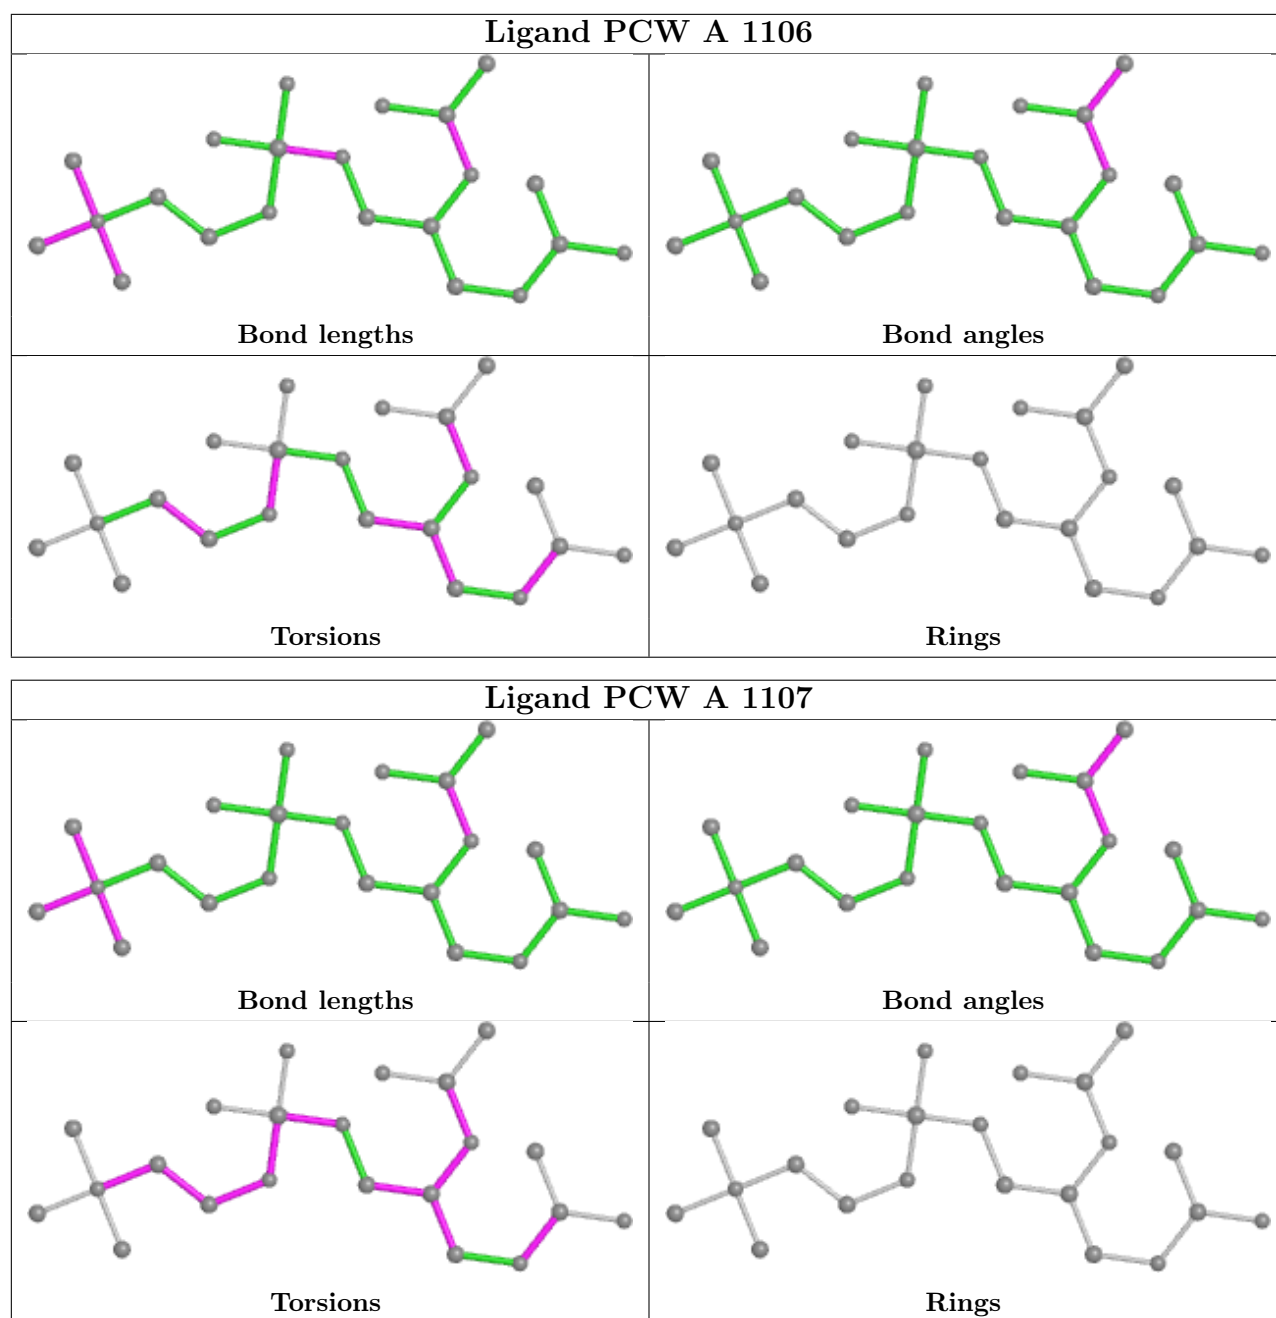 Ligand PCW A 1106
Bond lengths
Bond angles
Torsions
Rings
Ligand PCW A 1107
Bond lengths
Bond angles
Torsions
Rings